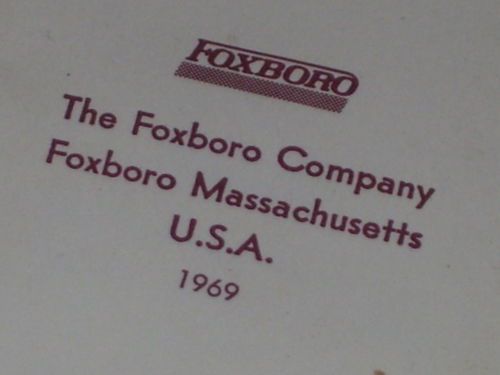 FOXBORO
The Foxboro Company
Foxboro Massachusetts
U.S.A.
1969